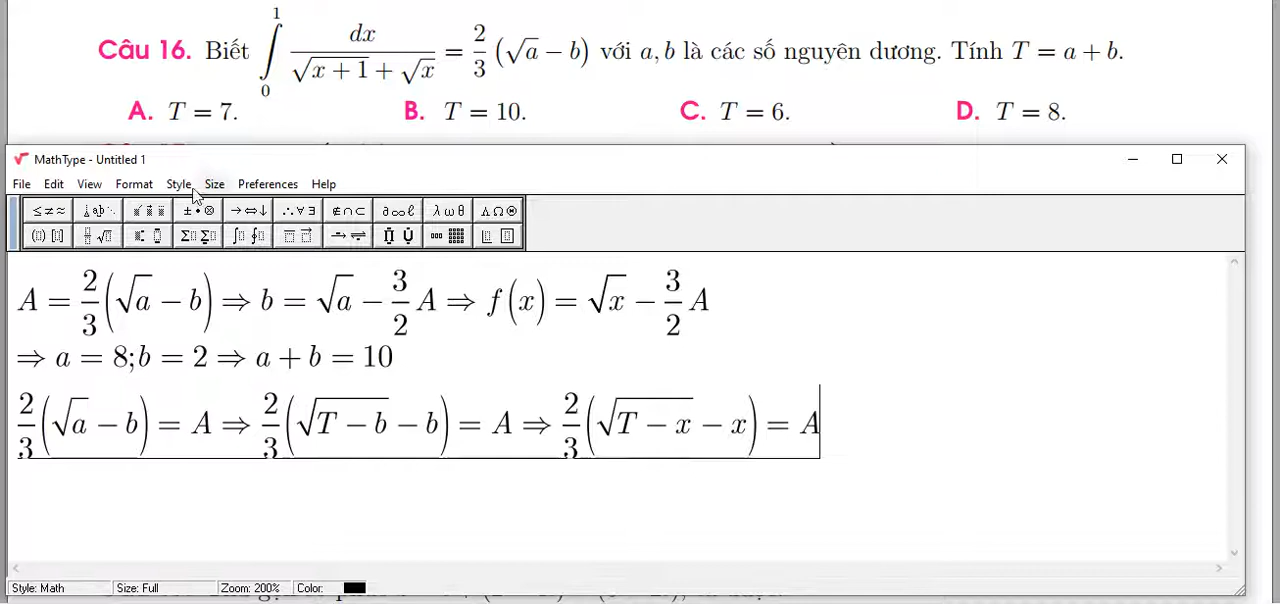 Câu 16. Biết ∫₀¹ dx/(√(x+1) + √x) = 2/3 (√a − b) với a, b là các số nguyên dương. Tính T = a + b.
A. T = 7. B. T = 10. C. T = 6. D. T = 8.
MathType - Untitled 1
File Edit View Format Style Size Preferences Help
A = 2/3 (√a − b) ⇒ b = √a − 3/2 A ⇒ f(x) = √x − 3/2 A
⇒ a = 8; b = 2 ⇒ a + b = 10
2/3 (√a − b) = A ⇒ 2/3 (√(T − b) − b) = A ⇒ 2/3 (√(T − x) − x) = A
Style: Math Size: Full Zoom: 200% Color: